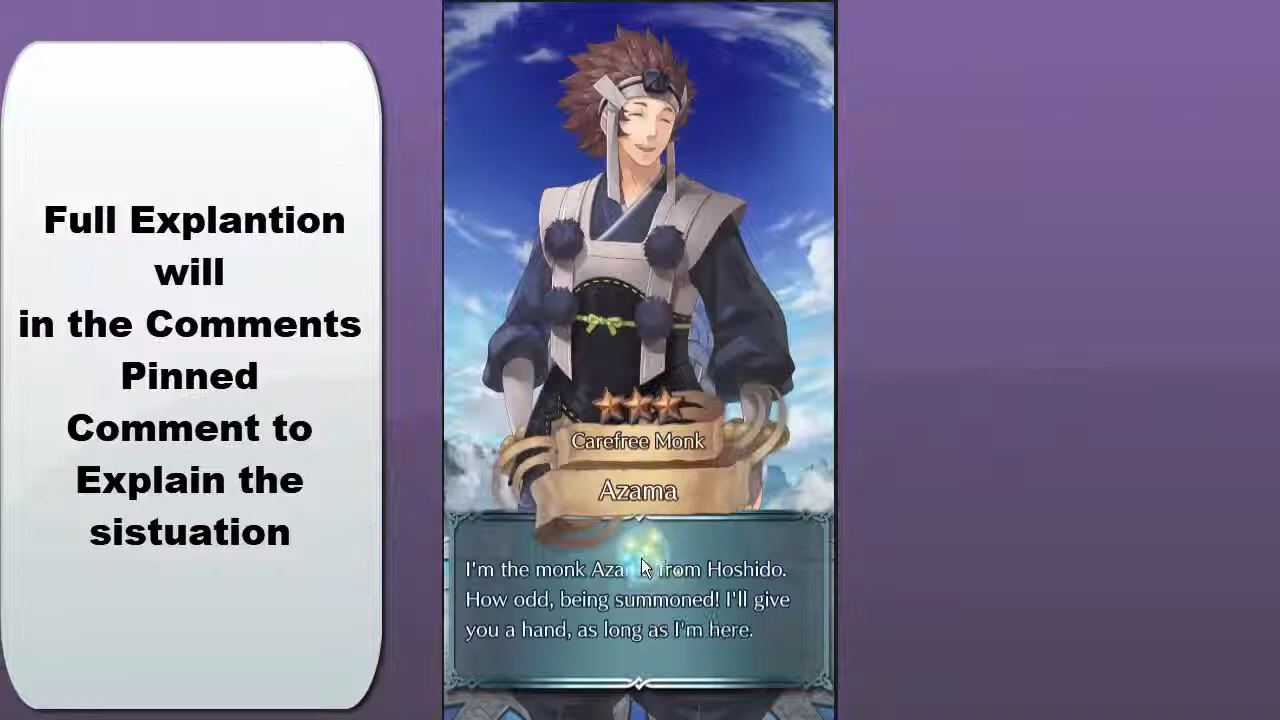 Full Explantion
will
in the Comments
Pinned
Comment to
Explain the
sistuation
Carefree Monk
Azama
I'm the monk Aza from Hoshido.
How odd, being summoned! I'll give
you a hand, as long as I'm here.